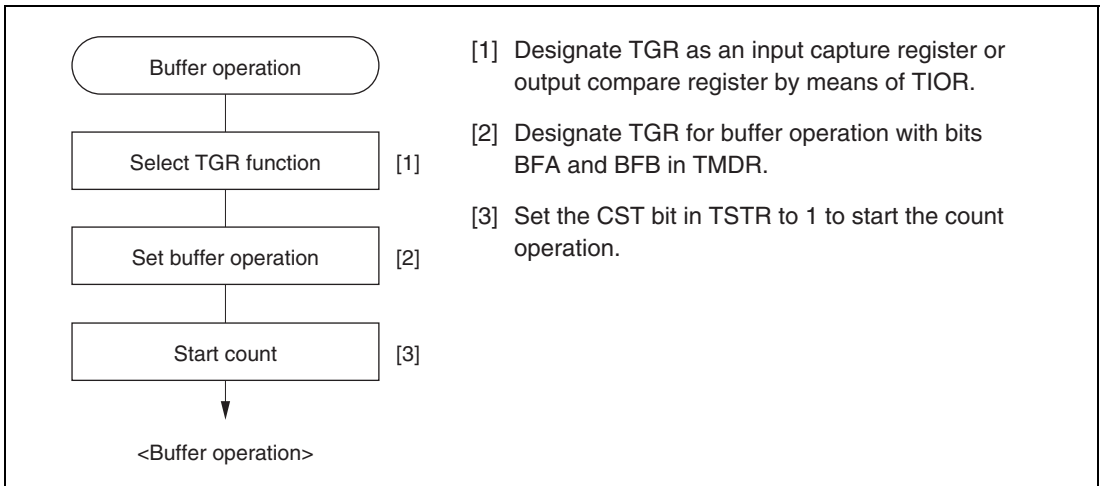 Buffer operation
Select TGR function [1]
Set buffer operation [2]
Start count [3]
<Buffer operation>
[1] Designate TGR as an input capture register or
output compare register by means of TIOR.
[2] Designate TGR for buffer operation with bits
BFA and BFB in TMDR.
[3] Set the CST bit in TSTR to 1 to start the count
operation.